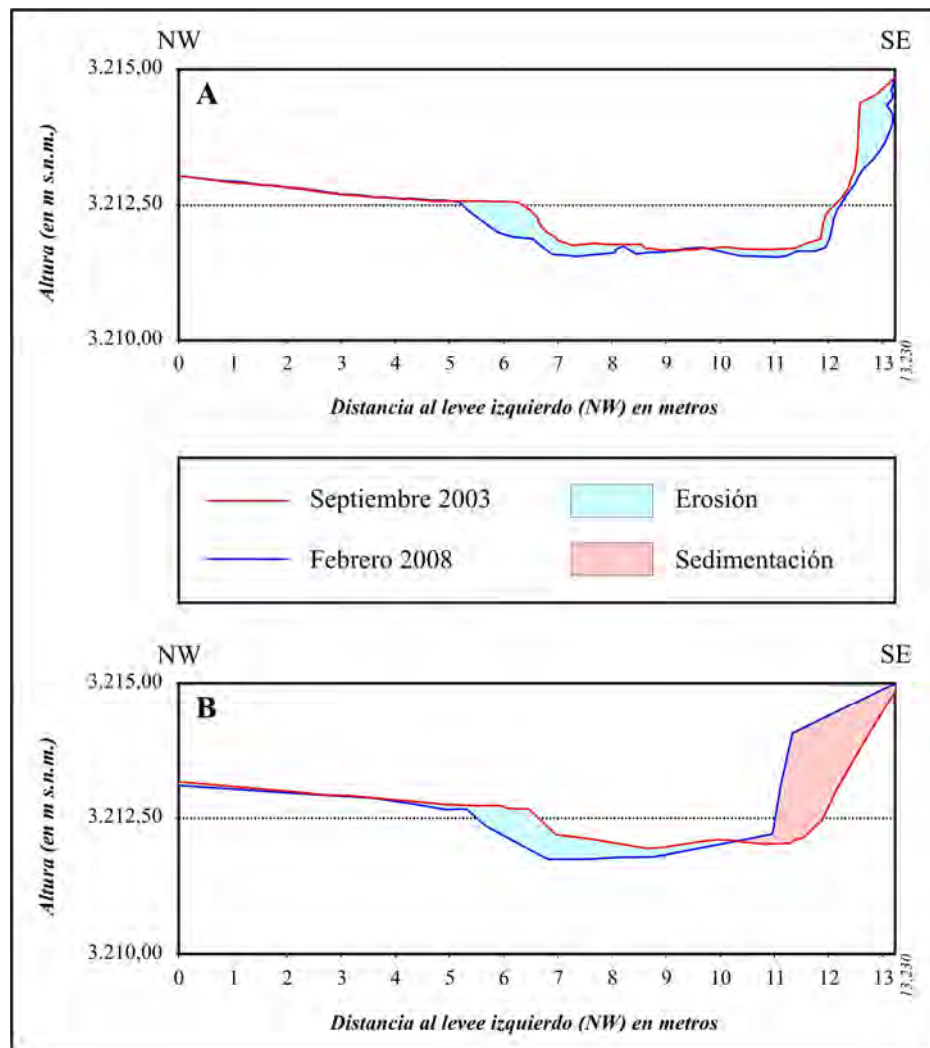 NW SE
3.215,00
A
3.212,50
3.210,00
Altura (en m s.n.m.)
0 1 2 3 4 5 6 7 8 9 10 11 12 13
13.230
Distancia al levee izquierdo (NW) en metros
Septiembre 2003 Erosión
Febrero 2008 Sedimentación
NW SE
3.215,00
B
3.212,50
3.210,00
Altura (en m s.n.m.)
0 1 2 3 4 5 6 7 8 9 10 11 12 13
13.230
Distancia al levee izquierdo (NW) en metros